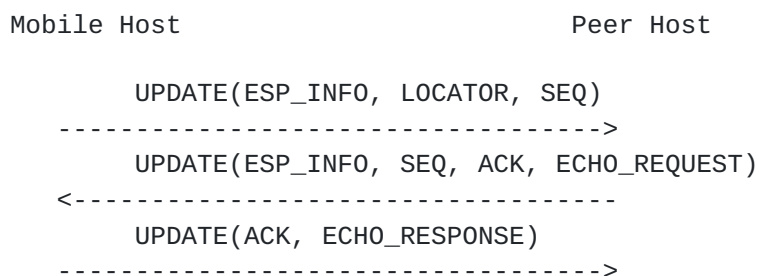 Mobile Host                         Peer Host
UPDATE(ESP_INFO, LOCATOR, SEQ)
----------------------------------->
UPDATE(ESP_INFO, SEQ, ACK, ECHO_REQUEST)
<-----------------------------------
UPDATE(ACK, ECHO_RESPONSE)
----------------------------------->